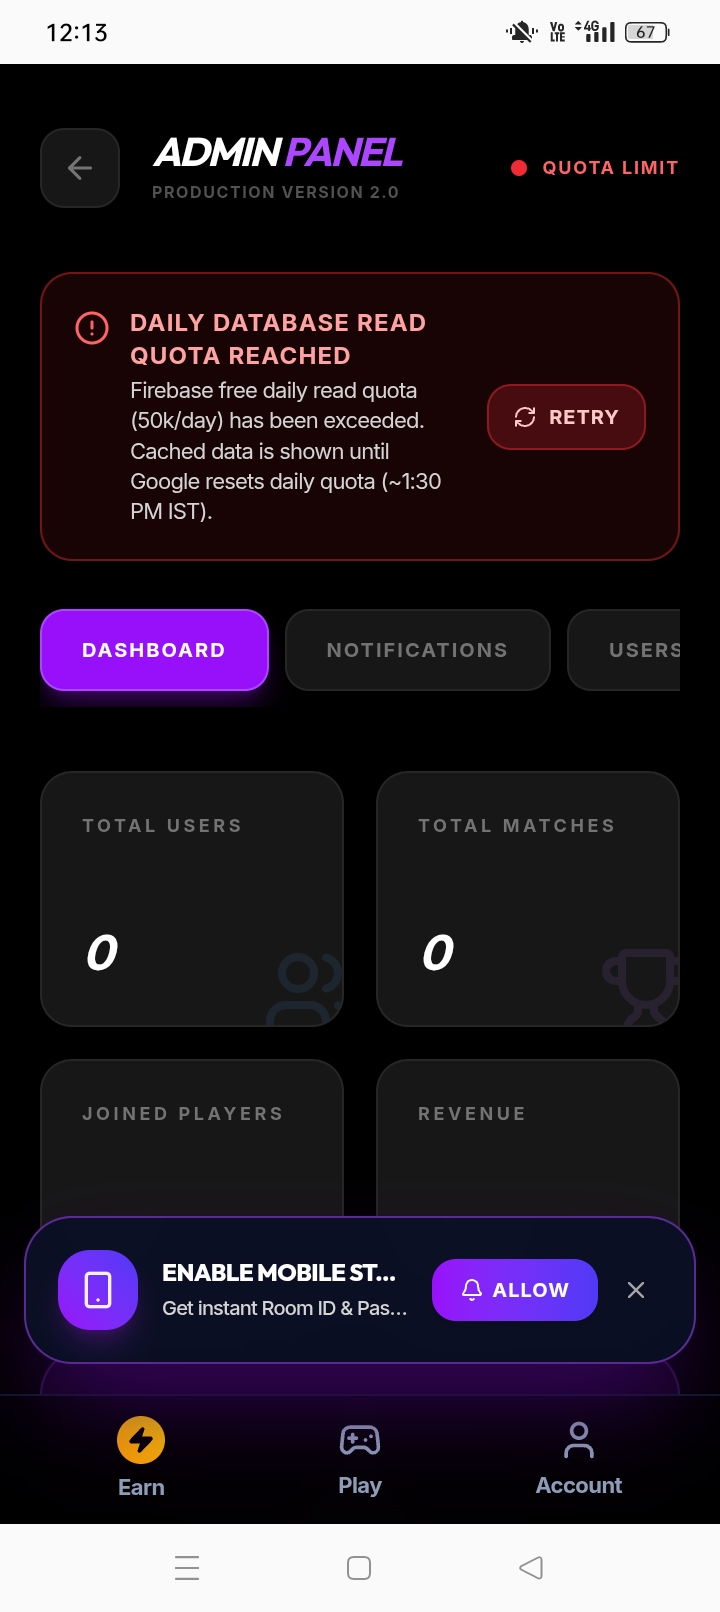 12:13
Vo LTE
4G
67
ADMIN PANEL
PRODUCTION VERSION 2.0
QUOTA LIMIT
DAILY DATABASE READ
QUOTA REACHED
Firebase free daily read quota
(50k/day) has been exceeded.
Cached data is shown until
Google resets daily quota (~1:30
PM IST).
RETRY
DASHBOARD
NOTIFICATIONS
USERS
TOTAL USERS
TOTAL MATCHES
0
0
JOINED PLAYERS
REVENUE
ENABLE MOBILE ST...
Get instant Room ID & Pas...
ALLOW
Earn
Play
Account